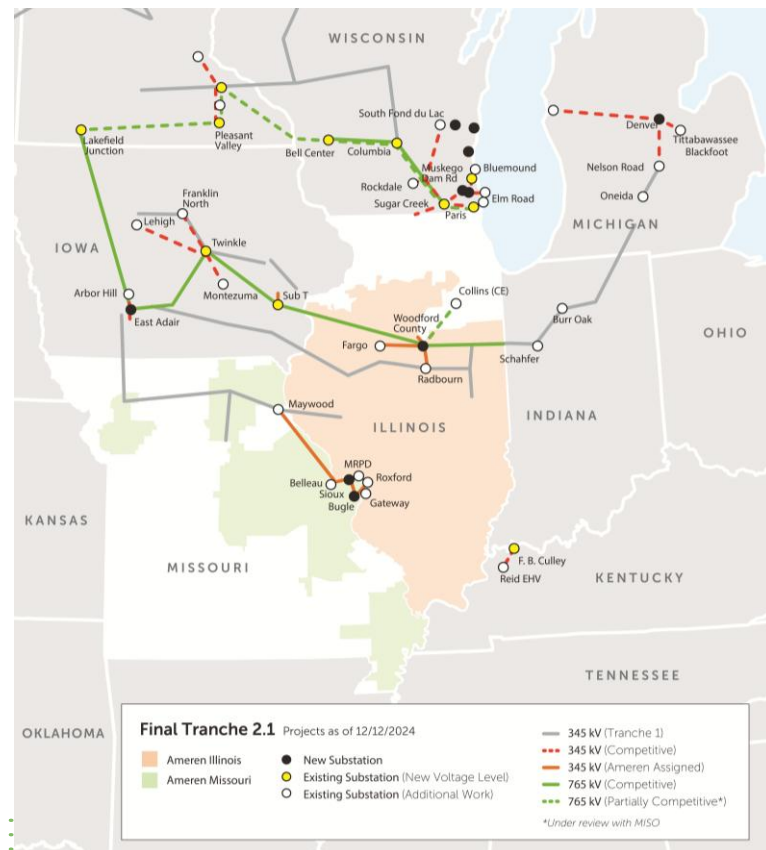 WISCONSIN
South Fond du Lac
Denver
Tittabawassee
Blackfoot
Lakefield
Junction
Pleasant
Valley
Bell Center
Columbia
Muskego
Dam Rd
Bluemound
Nelson Road
Rockdale
Oneida
Elm Road
Sugar Creek
Paris
Franklin
North
Lehigh
MICHIGAN
IOWA
Twinkle
Arbor Hill
Montezuma
Sub T
Collins (CE)
East Adair
Woodford
County
Burr Oak
OHIO
Fargo
Schahfer
Radbourn
Maywood
INDIANA
ILLINOIS
MRPD
Roxford
Belleau
Sioux
Bugle
Gateway
KANSAS
F. B. Culley
MISSOURI
Reid EHV
KENTUCKY
TENNESSEE
OKLAHOMA
Final Tranche 2.1 Projects as of 12/12/2024
Ameren Illinois
Ameren Missouri
New Substation
Existing Substation (New Voltage Level)
Existing Substation (Additional Work)
345 kV (Tranche 1)
345 kV (Competitive)
345 kV (Ameren Assigned)
765 kV (Competitive)
765 kV (Partially Competitive*)
*Under review with MISO